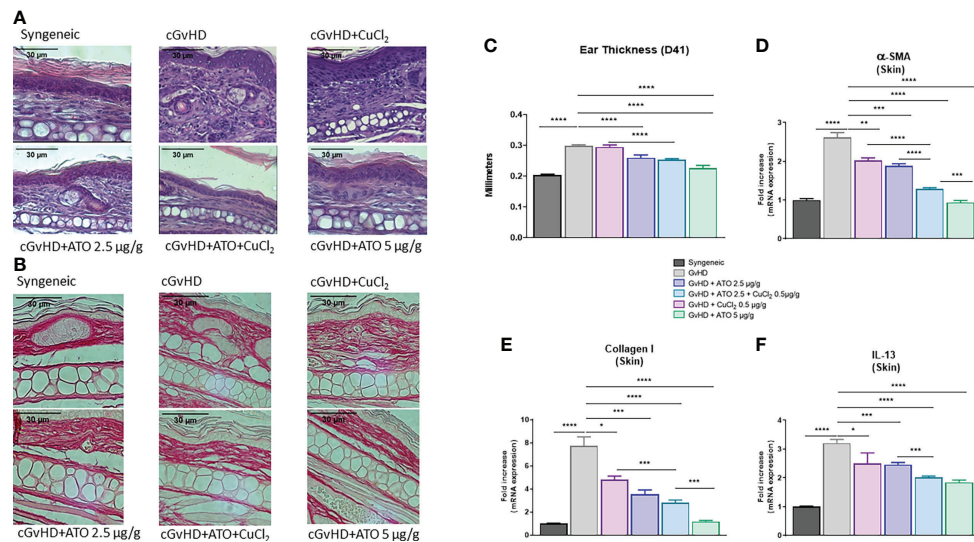 A
Syngeneic
cGvHD
cGvHD+CuCl₂
30 µm
30 µm
30 µm
30 µm
30 µm
30 µm
cGvHD+ATO 2.5 µg/g
cGvHD+ATO+CuCl₂
cGvHD+ATO 5 µg/g
B
Syngeneic
cGvHD
cGvHD+CuCl₂
30 µm
30 µm
30 µm
30 µm
30 µm
30 µm
cGvHD+ATO 2.5 µg/g
cGvHD+ATO+CuCl₂
cGvHD+ATO 5 µg/g
C
Ear Thickness (D41)
****
****
**** ****
****
Millimeters
0.4
0.3
0.2
0.1
0.0
D
α-SMA
(Skin)
****
****
***
**** **
****
****
***
Fold increase
(mRNA expression)
3
2
1
0
Syngeneic
GvHD
GvHD + ATO 2.5 µg/g
GvHD + ATO 2.5 + CuCl₂ 0.5µg/g
GvHD + CuCl₂ 0.5 µg/g
GvHD + ATO 5 µg/g
E
Collagen I
(Skin)
****
****
***
**** *
***
***
Fold increase
(mRNA expression)
10
8
6
4
2
0
F
IL-13
(Skin)
****
****
***
**** *
***
Fold increase
(mRNA expression)
4
3
2
1
0